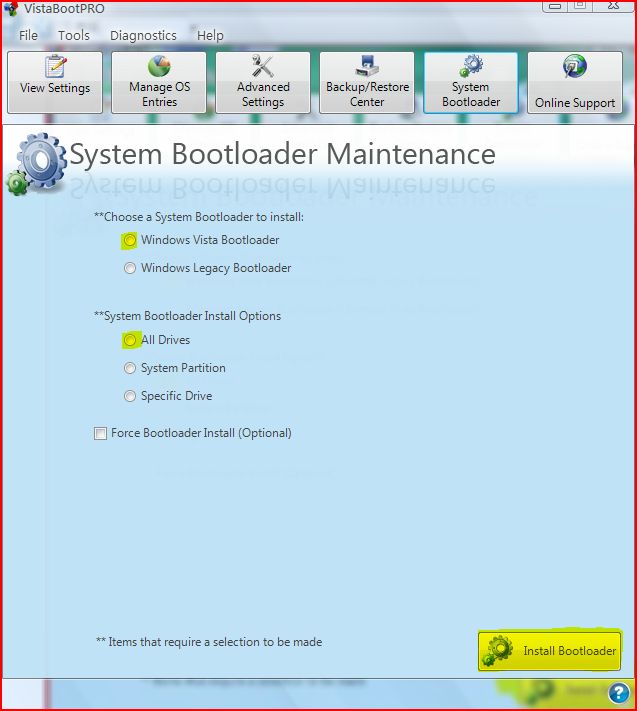 VistaBootPRO
File Tools Diagnostics Help
View Settings
Manage OS Entries
Advanced Settings
Backup/Restore Center
System Bootloader
Online Support
System Bootloader Maintenance
**Choose a System Bootloader to install:
Windows Vista Bootloader
Windows Legacy Bootloader
**System Bootloader Install Options
All Drives
System Partition
Specific Drive
Force Bootloader Install (Optional)
** Items that require a selection to be made
Install Bootloader
?